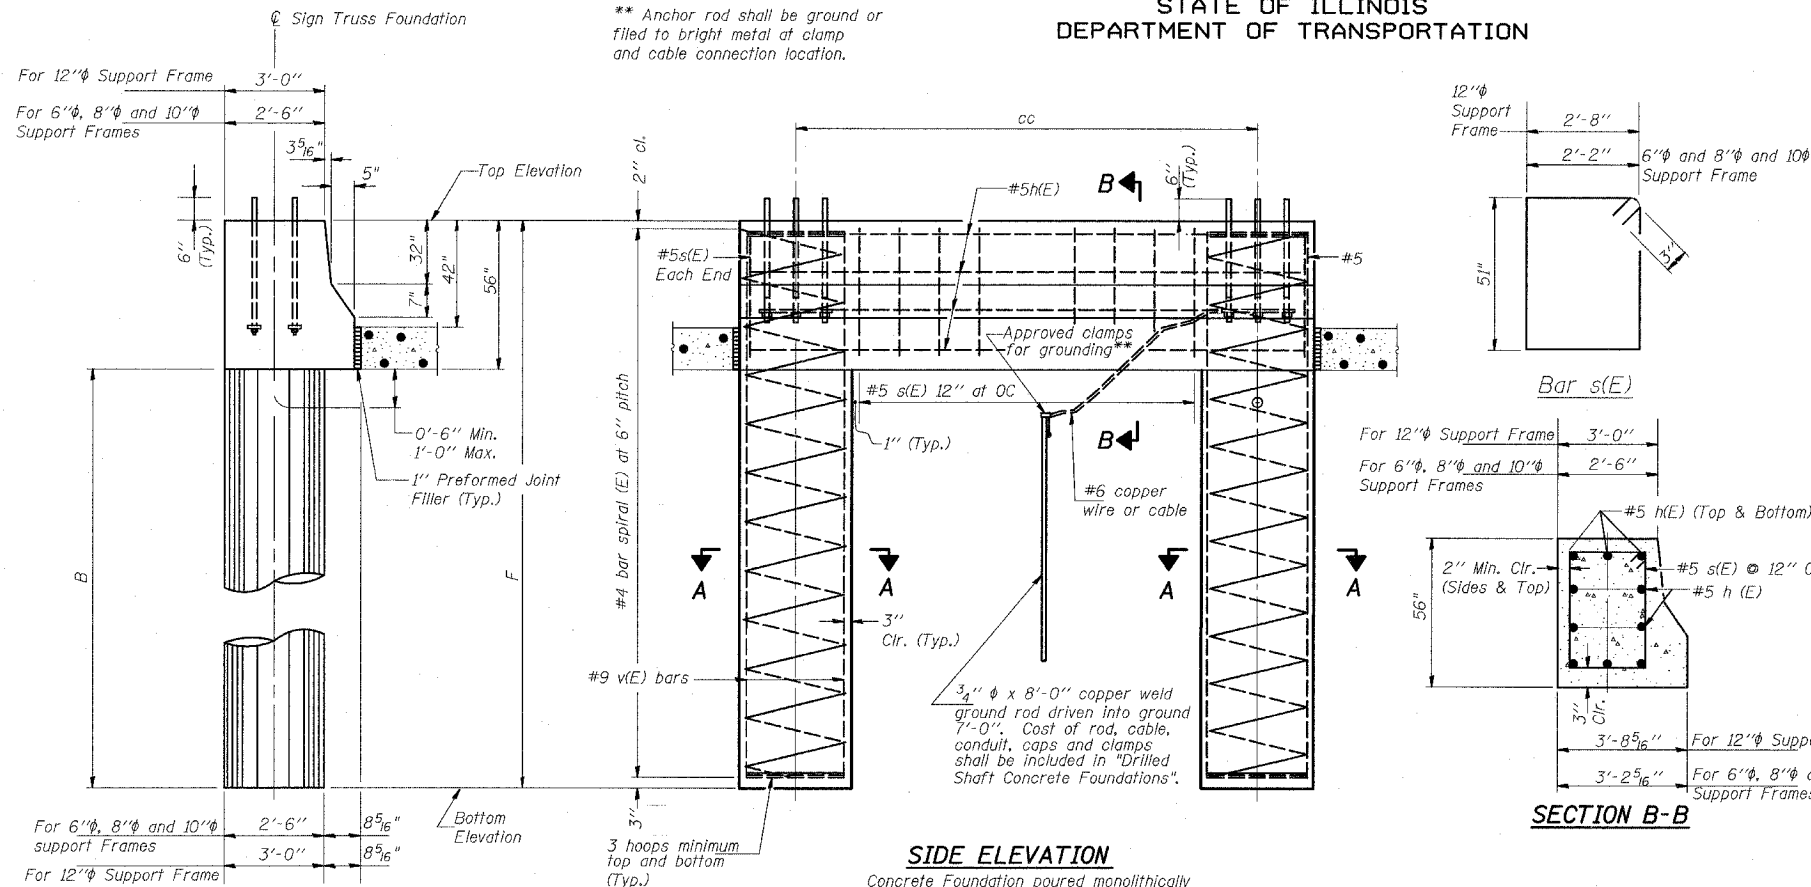 STATE OF ILLINOIS
DEPARTMENT OF TRANSPORTATION
℄ Sign Truss Foundation
** Anchor rod shall be ground or
filed to bright metal at clamp
and cable connection location.
For 12"φ Support Frame
3'-0"
For 6"φ, 8"φ and 10"φ
Support Frames
2'-6"
3 5/16"
5"
Top Elevation
6"
(Typ.)
32"
7"
42"
56"
0'-6" Min.
1'-0" Max.
1" Preformed Joint
Filler (Typ.)
B
F
For 6"φ, 8"φ and 10"φ
support Frames
2'-6"
8 5/16"
3'-0"
8 5/16"
For 12"φ Support Frame
Bottom
Elevation
2" cl.
cc
#5h(E)
B
6"
(Typ.)
#5s(E)
Each End
#5
Approved clamps
for grounding**
#5 s(E) 12" at OC
1" (Typ.)
B
#6 copper
wire or cable
#4 bar spiral (E) at 6" pitch
A
A
A
A
3"
Clr. (Typ.)
#9 v(E) bars
3/4" φ x 8'-0" copper weld
ground rod driven into ground
7'-0". Cost of rod, cable,
conduit, caps and clamps
shall be included in "Drilled
Shaft Concrete Foundations".
3"
3 hoops minimum
top and bottom
(Typ.)
SIDE ELEVATION
Concrete Foundation poured monolithically
12"φ
Support
Frame
2'-8"
2'-2"
6"φ and 8"φ and 10φ
Support Frame
51"
3"
Bar s(E)
For 12"φ Support Frame
3'-0"
For 6"φ, 8"φ and 10"φ
Support Frames
2'-6"
#5 h(E) (Top & Bottom)
2" Min. Clr.
(Sides & Top)
#5 s(E) @ 12"
#5 h (E)
56"
3"
Clr.
3'-8 5/16"
For 12"φ
3'-2 5/16"
For 6"φ, 8"φ
Support Frames
SECTION B-B